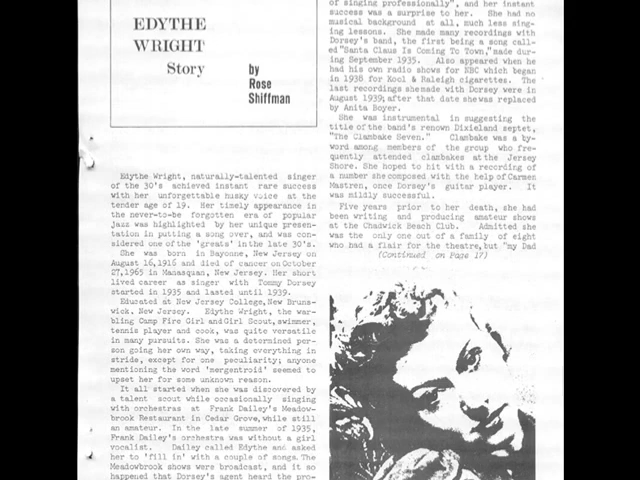 EDYTHE
WRIGHT
Story
by
Rose
Shiffman
Edythe Wright, naturally-talented singer
of the 30's achieved instant rare success
with her unforgettable husky voice at the
tender age of 19. Her timely appearance in
the never-to-be forgotten era of popular
jazz was highlighted by her unique presen-
tation in putting a song over, and was con-
sidered one of the 'greats' in the late 30's.
She was born in Bayonne, New Jersey on
August 16,1916 and died of cancer on October
27,1965 in Manasquan, New Jersey. Her short
lived career as singer with Tommy Dorsey
started in 1935 and lasted until 1939.
Educated at New Jersey College, New Bruns-
wick, New Jersey. Edythe Wright, the war-
bling Camp Fire Girl and Girl Scout, swimmer,
tennis player and cook, was quite versatile
in many pursuits. She was a determined per-
son going her own way, taking everything in
stride, except for one peculiarity; anyone
mentioning the word 'mergentroid' seemed to
upset her for some unknown reason.
It all started when she was discovered by
a talent scout while occasionally singing
with orchestras at Frank Dailey's Meadow-
brook Restaurant in Cedar Grove, while still
an amateur. In the late summer of 1935,
Frank Dailey's orchestra was without a girl
vocalist. Dailey called Edythe and asked
her to 'fill in' with a couple of songs. The
Meadowbrook shows were broadcast, and it so
happened that Dorsey's agent heard the pro-
of singing professionally", and her instant
success was a surprise to her. She had no
musical background at all, much less sing-
ing lessons. She made many recordings with
Dorsey's band, the first being a song call-
ed "Santa Claus Is Coming To Town," made dur-
ing September 1935. Also appeared when he
had his own radio shows for NBC which began
in 1938 for Kool & Raleigh cigarettes. The
last recordings she made with Dorsey were in
August 1939; after that date she was replaced
by Anita Boyer.
She was instrumental in suggesting the
title of the band's renown Dixieland septet,
"The Clambake Seven." Clambake was a by-
word among members of the group who fre-
quently attended clambakes at the Jersey
Shore. She hoped to hit with a recording of
a number she composed with the help of Carmen
Mastren, once Dorsey's guitar player. It
was mildly successful.
Five years prior to her death, she had
been writing and producing amateur shows
at the Chadwick Beach Club. Admitted she
was the only one out of a family of eight
who had a flair for the theatre, but "my Dad
(Continued on Page 17)